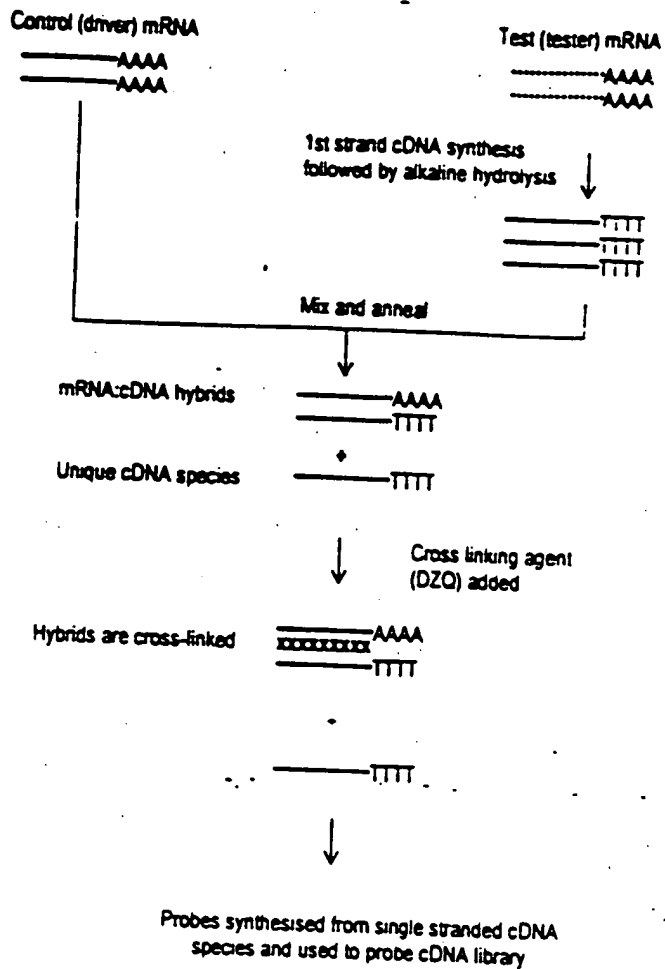 Control (driver) mRNA
Test (tester) mRNA
AAAA
AAAA
AAAA
AAAA
1st strand cDNA synthesis
followed by alkaline hydrolysis
TTTT
TTTT
TTTT
Mix and anneal
mRNA:cDNA hybrids
AAAA
TTTT
+
Unique cDNA species
TTTT
Cross linking agent
(DZQ) added
Hybrids are cross-linked
AAAA
xxxxxxxxx
TTTT
TTTT
Probes synthesised from single stranded cDNA
species and used to probe cDNA library